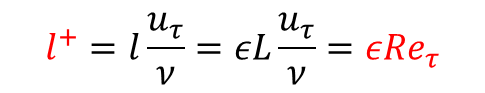 l⁺ = l u_τ/ν = ϵL u_τ/ν = ϵRe_τ